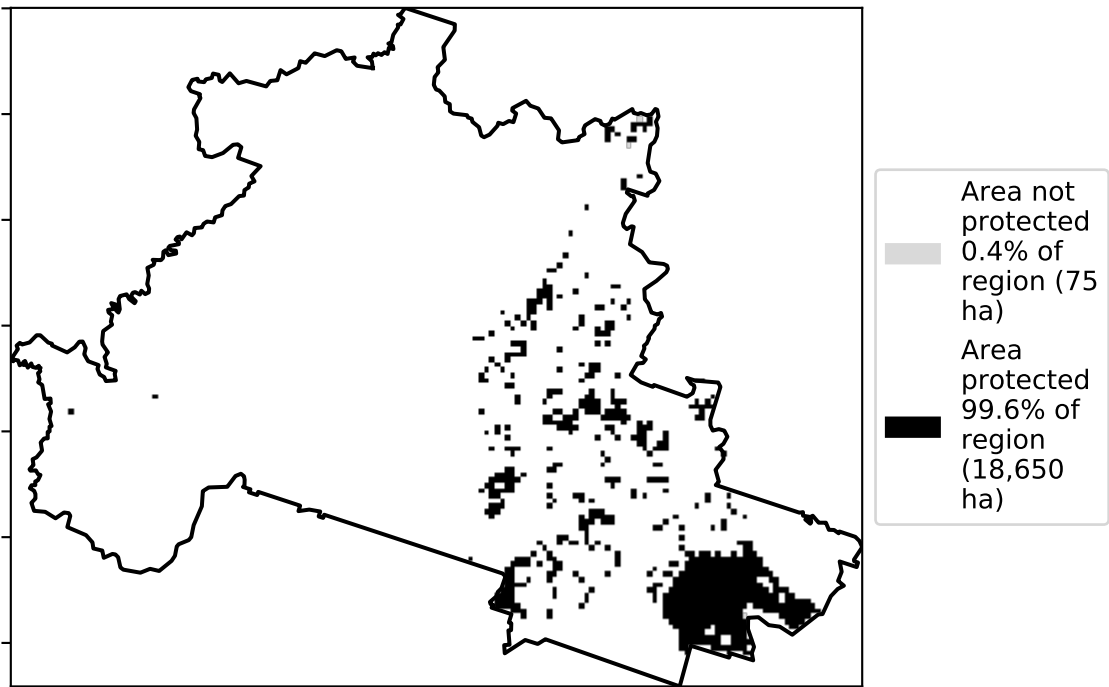 Area not
protected
0.4% of
region (75
ha)
Area
protected
99.6% of
region
(18,650
ha)